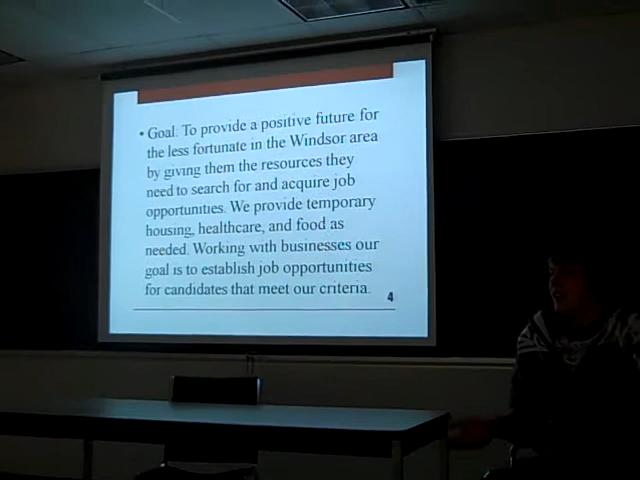 • Goal: To provide a positive future for
the less fortunate in the Windsor area
by giving them the resources they
need to search for and acquire job
opportunities. We provide temporary
housing, healthcare, and food as
needed. Working with businesses our
goal is to establish job opportunities
for candidates that meet our criteria.
4